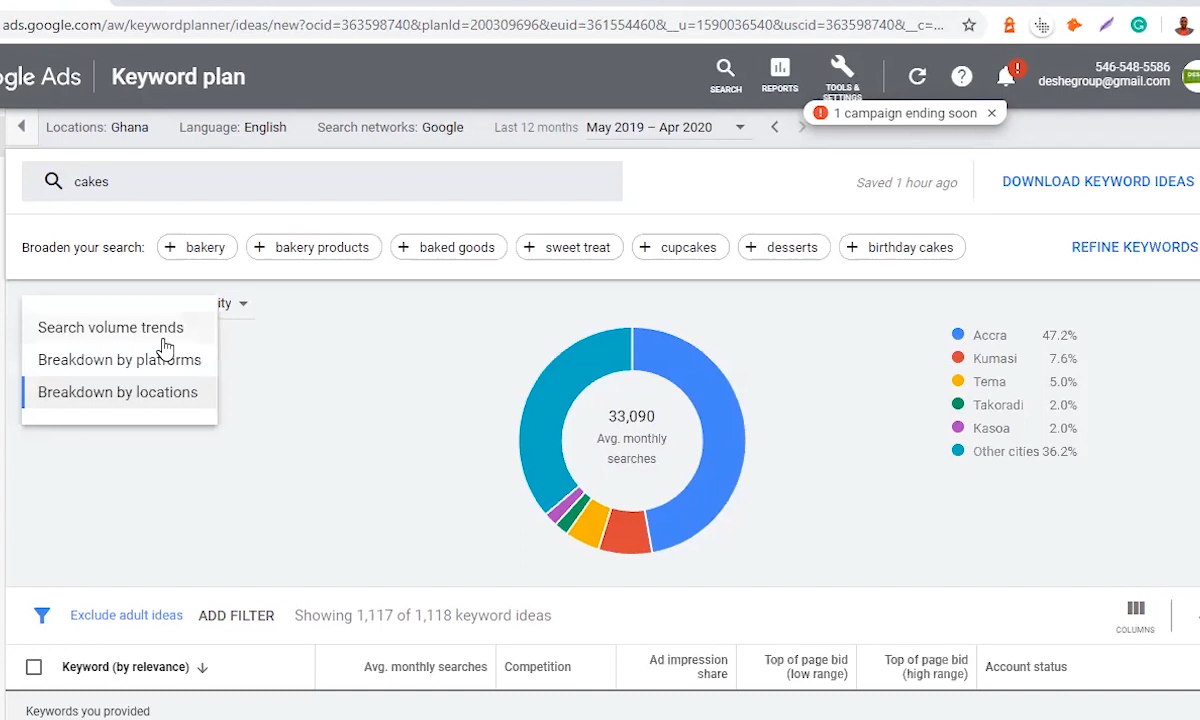 ads.google.com/aw/keywordplanner/ideas/new?ocid=363598740&planId=200309696&euid=361554460&__u=1590036540&uscid=363598740&__c=...
ogle Ads
Keyword plan
SEARCH
REPORTS
TOOLS &
SETTINGS
546-548-5586
deshegroup@gmail.com
1 campaign ending soon
Locations: Ghana
Language: English
Search networks: Google
Last 12 months May 2019 – Apr 2020
cakes
Saved 1 hour ago
DOWNLOAD KEYWORD IDEAS
Broaden your search:
+ bakery
+ bakery products
+ baked goods
+ sweet treat
+ cupcakes
+ desserts
+ birthday cakes
REFINE KEYWORDS
ity
Search volume trends
Breakdown by platforms
Breakdown by locations
33,090
Avg. monthly
searches
Accra 47.2%
Kumasi 7.6%
Tema 5.0%
Takoradi 2.0%
Kasoa 2.0%
Other cities 36.2%
Exclude adult ideas
ADD FILTER
Showing 1,117 of 1,118 keyword ideas
COLUMNS
Keyword (by relevance)
Avg. monthly searches
Competition
Ad impression
share
Top of page bid
(low range)
Top of page bid
(high range)
Account status
Keywords you provided